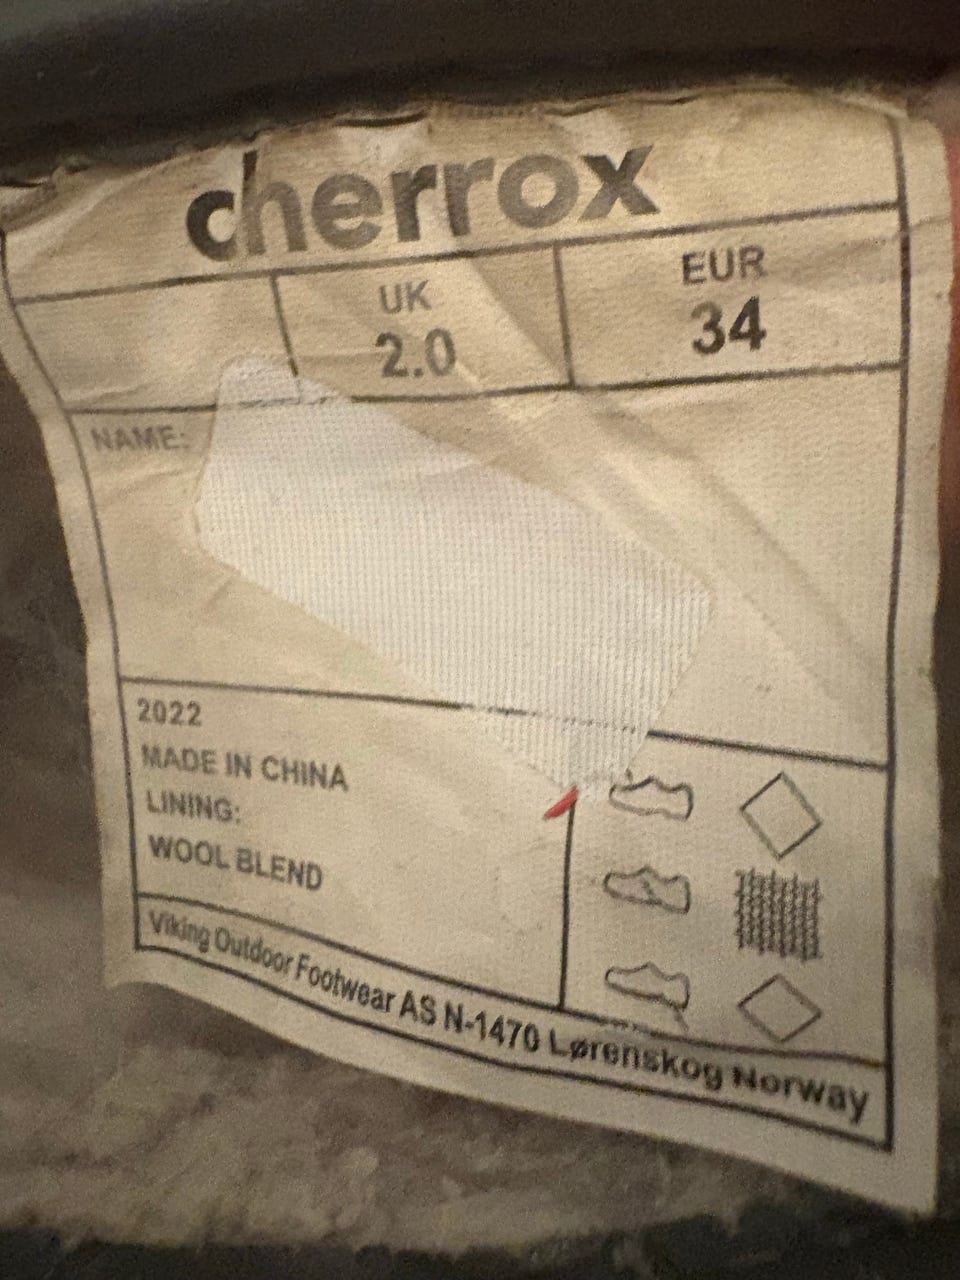 cherrox
UK
2.0
EUR
34
NAME:
2022
MADE IN CHINA
LINING:
WOOL BLEND
Viking Outdoor Footwear AS N-1470 Lørenskog Norway